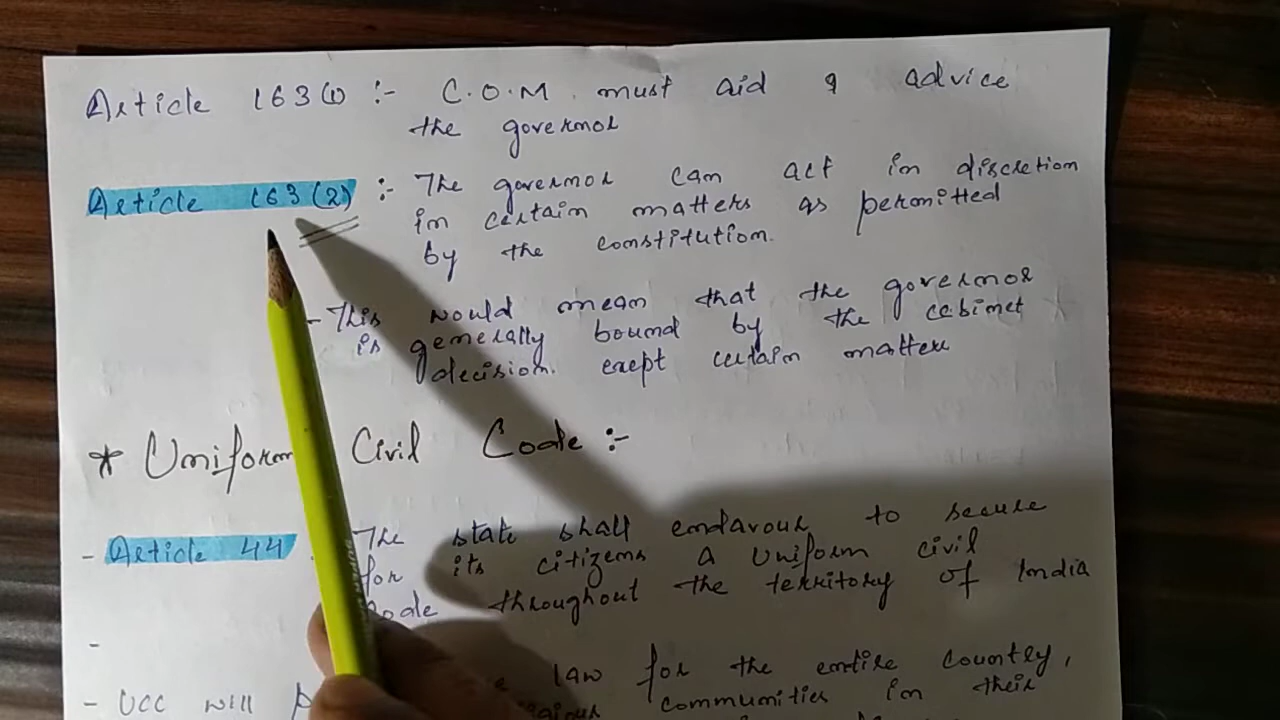 Article 163(1) :- C.O.M. must aid & advice
the governor
Article 163(2) :- The governor can act in discretion
in certain matters as permitted
by the constitution.
- This would mean that the governor
is generally bound by the cabinet
decision. exept certain matters
* Uniform Civil Code :-
- Article 44 The state shall endavour to secure
for its citizens a Uniform civil
code throughout the territory of India
-
law for the entire country,
- UCC will communities in their